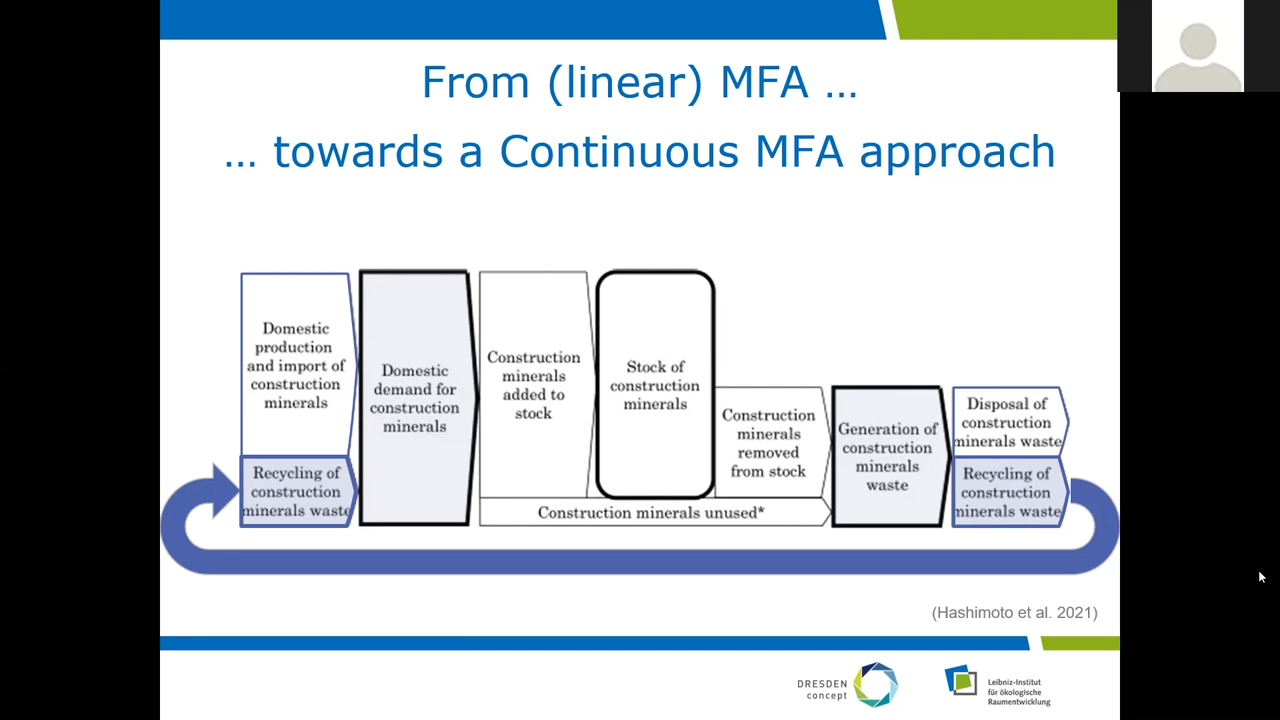 From (linear) MFA ...
... towards a Continuous MFA approach
Domestic
production
and import of
construction
minerals
Recycling of
construction
minerals waste
Domestic
demand for
construction
minerals
Construction
minerals
added to
stock
Stock of
construction
minerals
Construction
minerals
removed
from stock
Construction minerals unused*
Generation of
construction
minerals
waste
Disposal of
construction
minerals waste
Recycling of
construction
minerals waste
(Hashimoto et al. 2021)
DRESDEN
concept
Leibniz-Institut
für ökologische
Raumentwicklung